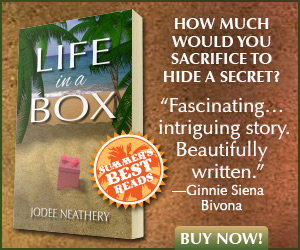 LIFE
in a
BOX
JODEE NEATHERY
SUMMER'S
BEST
READS
HOW MUCH
WOULD YOU
SACRIFICE TO
HIDE A SECRET?
“Fascinating…
intriguing story.
Beautifully
written.”
—Ginnie Siena
Bivona
BUY NOW!